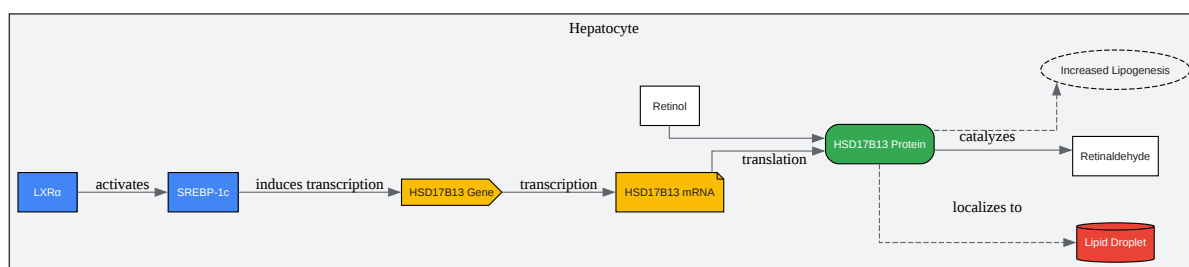 Hepatocyte
Increased Lipogenesis
Retinol
catalyzes
HSD17B13 Protein
Retinaldehyde
translation
LXRα
activates
SREBP-1c
induces transcription
HSD17B13 Gene
transcription
HSD17B13 mRNA
localizes to
Lipid Droplet